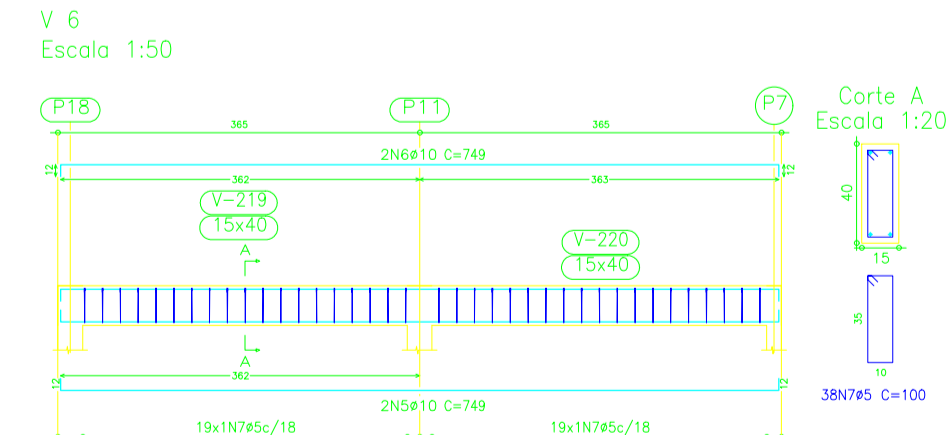 V 6
Escala 1:50
P18
P11
P7
Corte A
Escala 1:20
365
365
2N6ø10 C=749
12
12
362
363
V-219
15x40
A
V-220
15x40
40
15
A
35
10
362
12
12
38N7ø5 C=100
2N5ø10 C=749
19x1N7ø5c/18
19x1N7ø5c/18